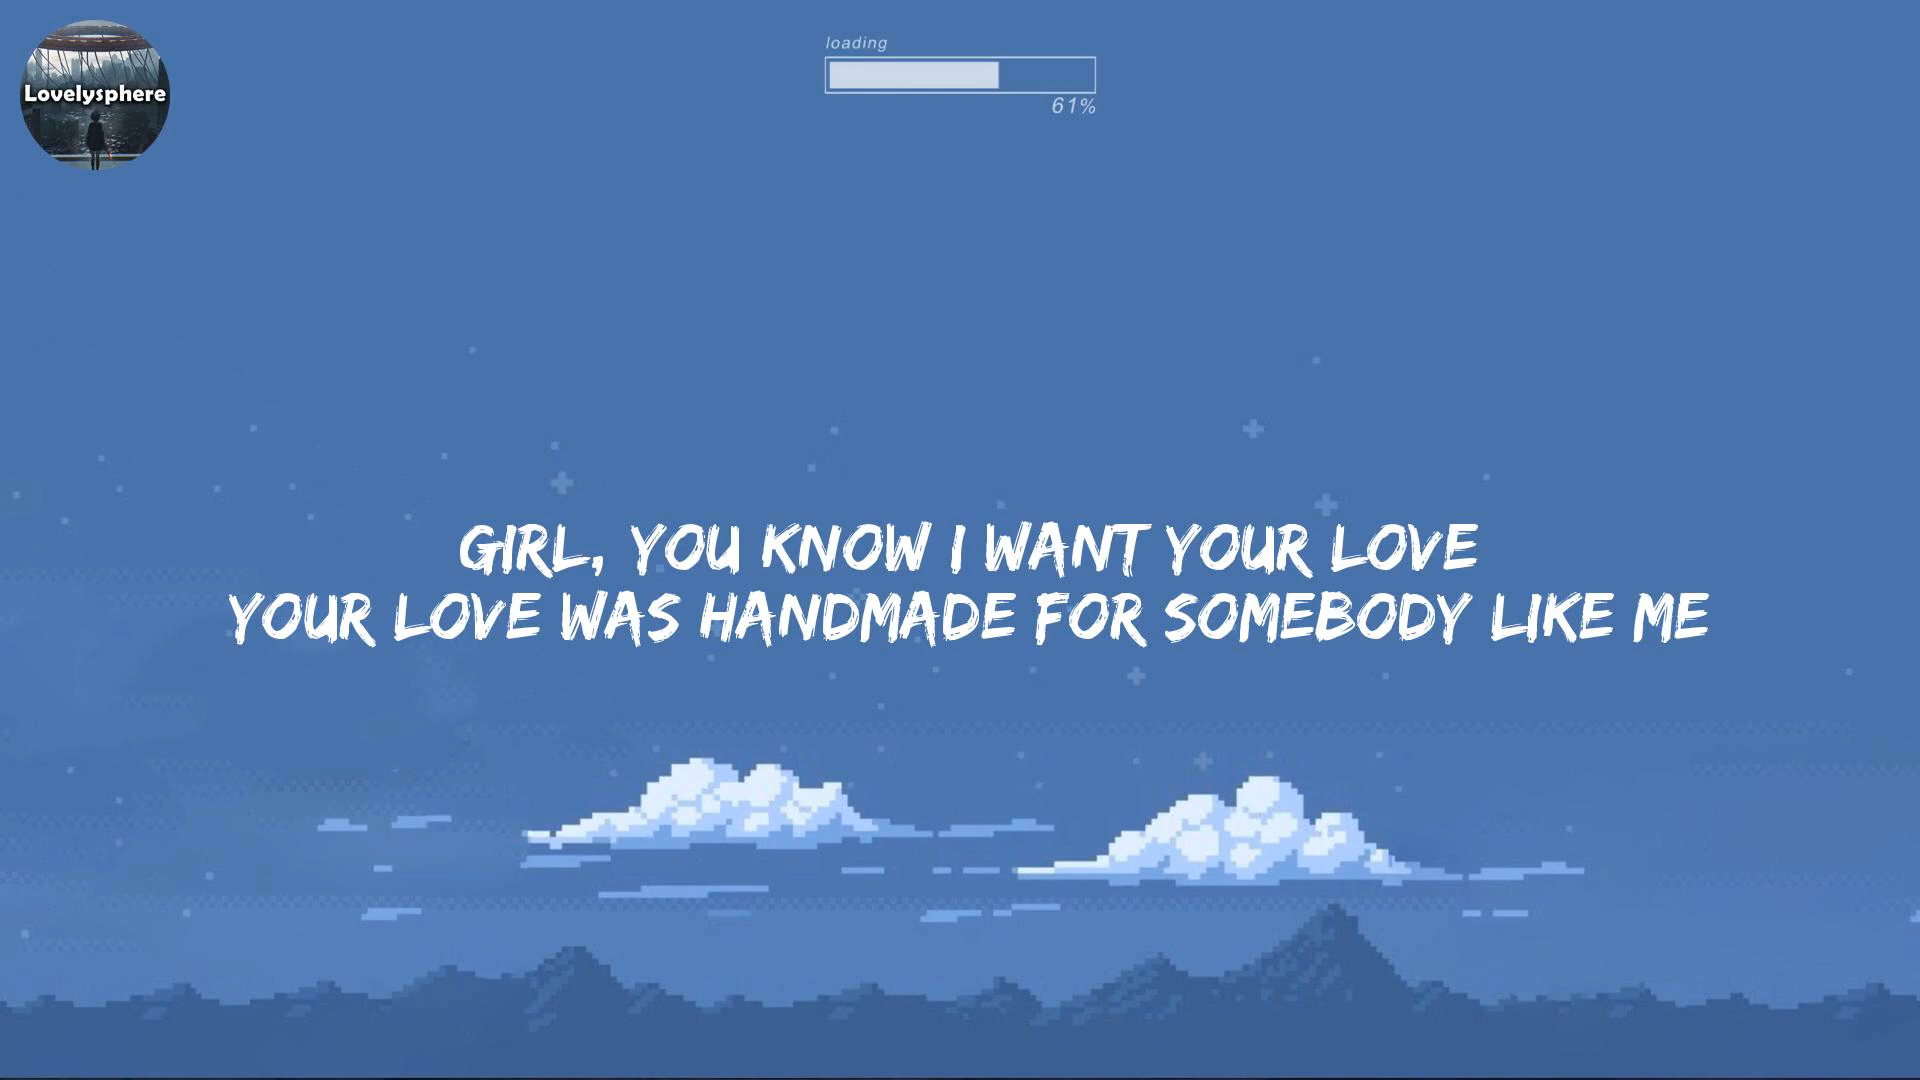 Lovelysphere
loading
61%
GIRL, YOU KNOW I WANT YOUR LOVE
YOUR LOVE WAS HANDMADE FOR SOMEBODY LIKE ME